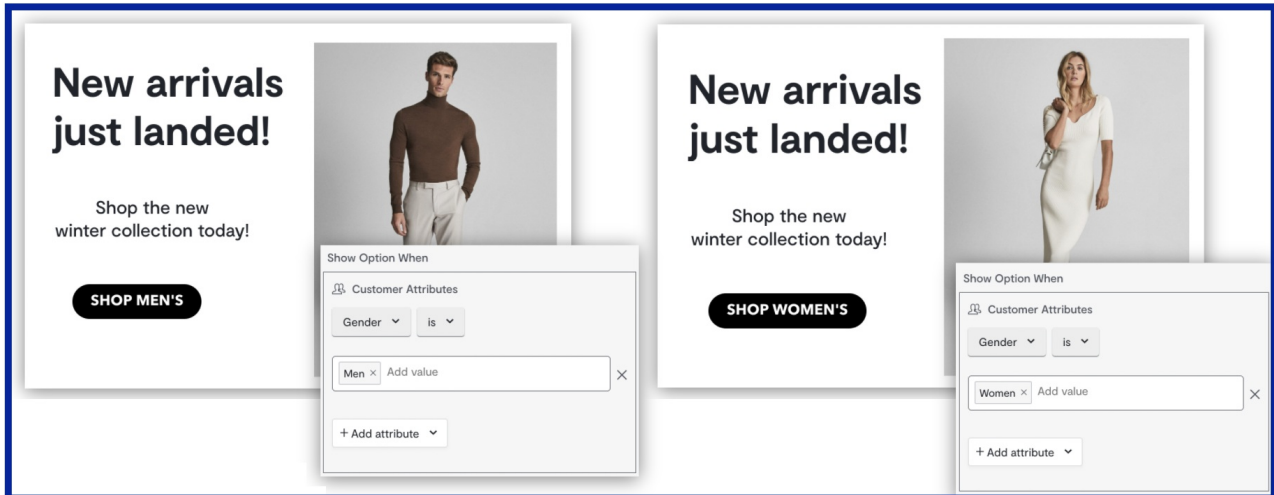 New arrivals
just landed!
Shop the new
winter collection today!
SHOP MEN'S
Show Option When
Customer Attributes
Gender is
Men × Add value
+ Add attribute
New arrivals
just landed!
Shop the new
winter collection today!
SHOP WOMEN'S
Show Option When
Customer Attributes
Gender is
Women × Add value
+ Add attribute